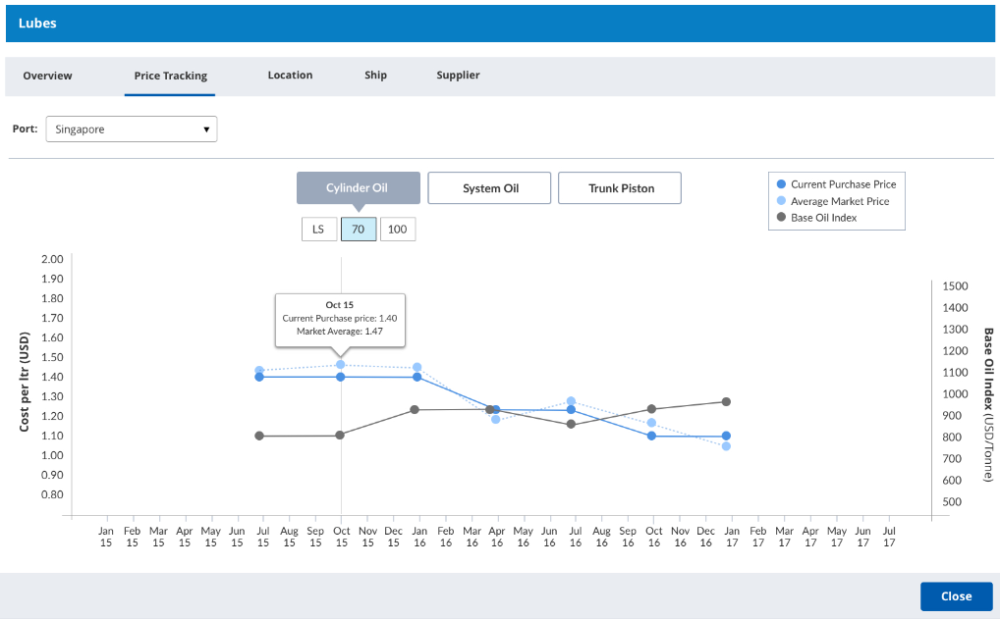 Lubes
Overview Price Tracking Location Ship Supplier
Port: Singapore
Cylinder Oil System Oil Trunk Piston
LS 70 100
Current Purchase Price
Average Market Price
Base Oil Index
2.00
1.90
1.80
1.70
1.60
1.50
1.40
1.30
1.20
1.10
1.00
0.90
0.80
Cost per ltr (USD)
Oct 15
Current Purchase price: 1.40
Market Average: 1.47
1500
1400
1300
1200
1100
1000
900
800
700
600
500
Base Oil Index (USD/Tonne)
Jan Feb Mar Apr May Jun Jul Aug Sep Oct Nov Dec Jan Feb Mar Apr May Jun Jul Aug Sep Oct Nov Dec Jan Feb Mar Apr May Jun Jul
15 15 15 15 15 15 15 15 15 15 15 15 16 16 16 16 16 16 16 16 16 16 16 16 17 17 17 17 17 17 17
Close